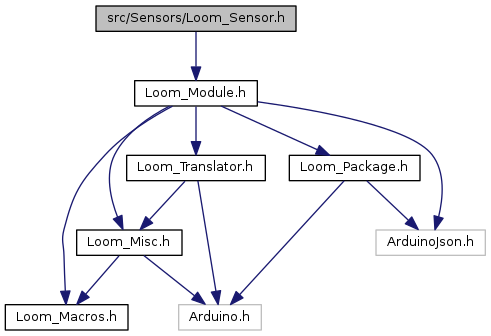 src/Sensors/Loom_Sensor.h
Loom_Module.h
Loom_Translator.h
Loom_Package.h
Loom_Misc.h
ArduinoJson.h
Loom_Macros.h
Arduino.h